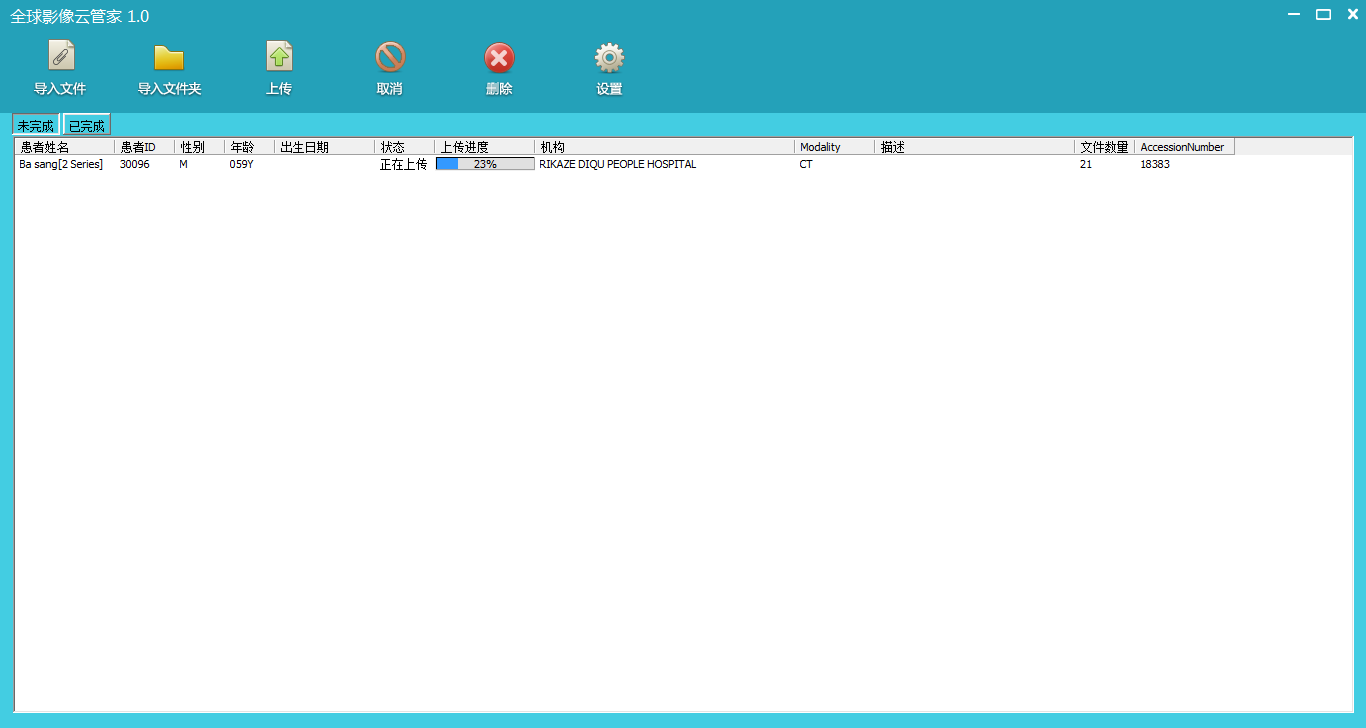 全球影像云管家 1.0
导入文件 导入文件夹 上传 取消 删除 设置
未完成 已完成
患者姓名 患者ID 性别 年龄 出生日期 状态 上传进度 机构 Modality 描述 文件数量 AccessionNumber
Ba sang[2 Series] 30096 M 059Y 正在上传 23% RIKAZE DIQU PEOPLE HOSPITAL CT 21 18383